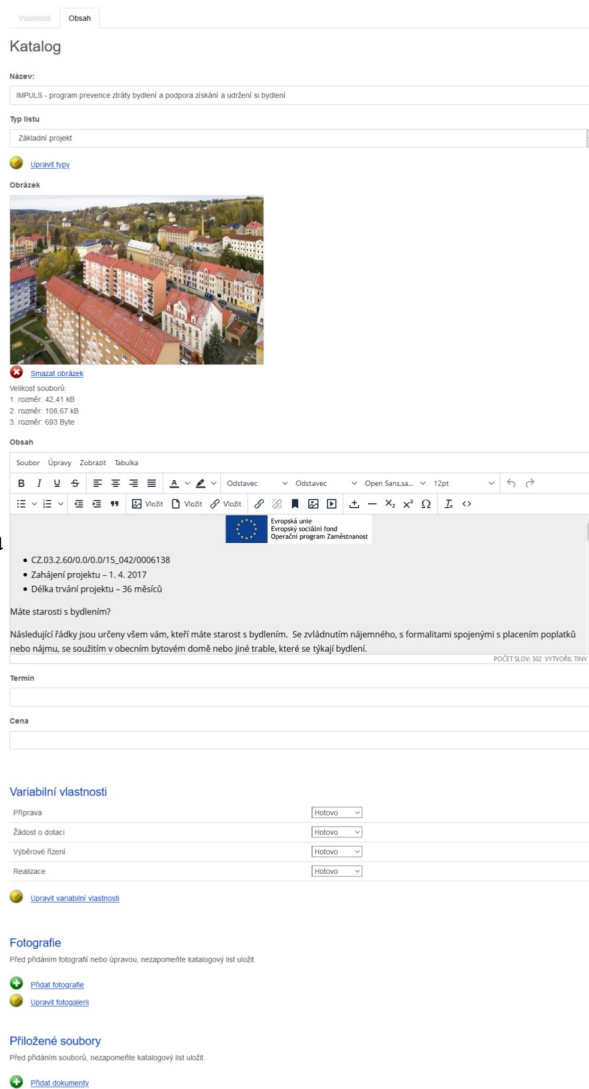 Vlastnosti Obsah
Katalog
Název:
IMPULS - program prevence ztráty bydlení a podpora získání a udržení si bydlení
Typ listu
Základní projekt
Upravit typy
Obrázek
Smazat obrázek
Velikost souborů:
1. rozměr: 42,41 kB
2. rozměr: 108,67 kB
3. rozměr: 693 Byte
Obsah
Soubor Úpravy Zobrazit Tabulka
B I U S A Odstavec Odstavec Open Sans,sa... 12pt
Vložit Vložit Vložit X₂ X² Ω
Evropská unie
Evropský sociální fond
Operační program Zaměstnanost
a
• CZ.03.2.60/0.0/0.0/15_042/0006138
• Zahájení projektu – 1. 4. 2017
• Délka trvání projektu – 36 měsíců
Máte starosti s bydlením?
Následující řádky jsou určeny všem vám, kteří máte starost s bydlením. Se zvládnutím nájemného, s formalitami spojenými s placením poplatků
nebo nájmu, se soužitím v obecním bytovém domě nebo jiné trable, které se týkají bydlení.
POČET SLOV: 302 VYTVOŘIL TINY
Termín
Cena
Variabilní vlastnosti
Příprava Hotovo
Žádost o dotaci Hotovo
Výběrové řízení Hotovo
Realizace Hotovo
Upravit variabilní vlastnosti
Fotografie
Před přidáním fotografií nebo úpravou, nezapomeňte katalogový list uložit.
Přidat fotografie
Upravit fotogalerii
Přiložené soubory
Před přidáním souborů, nezapomeňte katalogový list uložit.
Přidat dokumenty